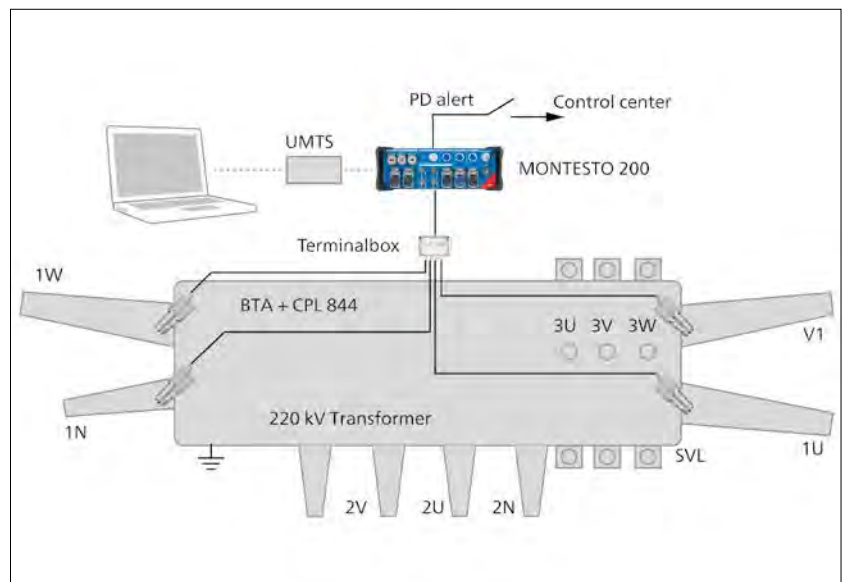 PD alert
Control center
UMTS
MONTESTO 200
Terminalbox
1W
BTA + CPL 844
3U 3V 3W
V1
1N
220 kV Transformer
1U
SVL
2V 2U 2N